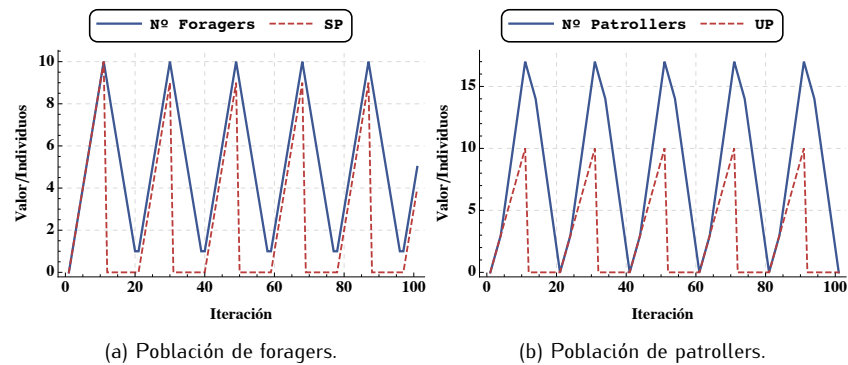 Nº Foragers SP
Valor/Individuos
10
8
6
4
2
0
0 20 40 60 80 100
Iteración
(a) Población de foragers.
Nº Patrollers UP
Valor/Individuos
15
10
5
0
0 20 40 60 80 100
Iteración
(b) Población de patrollers.